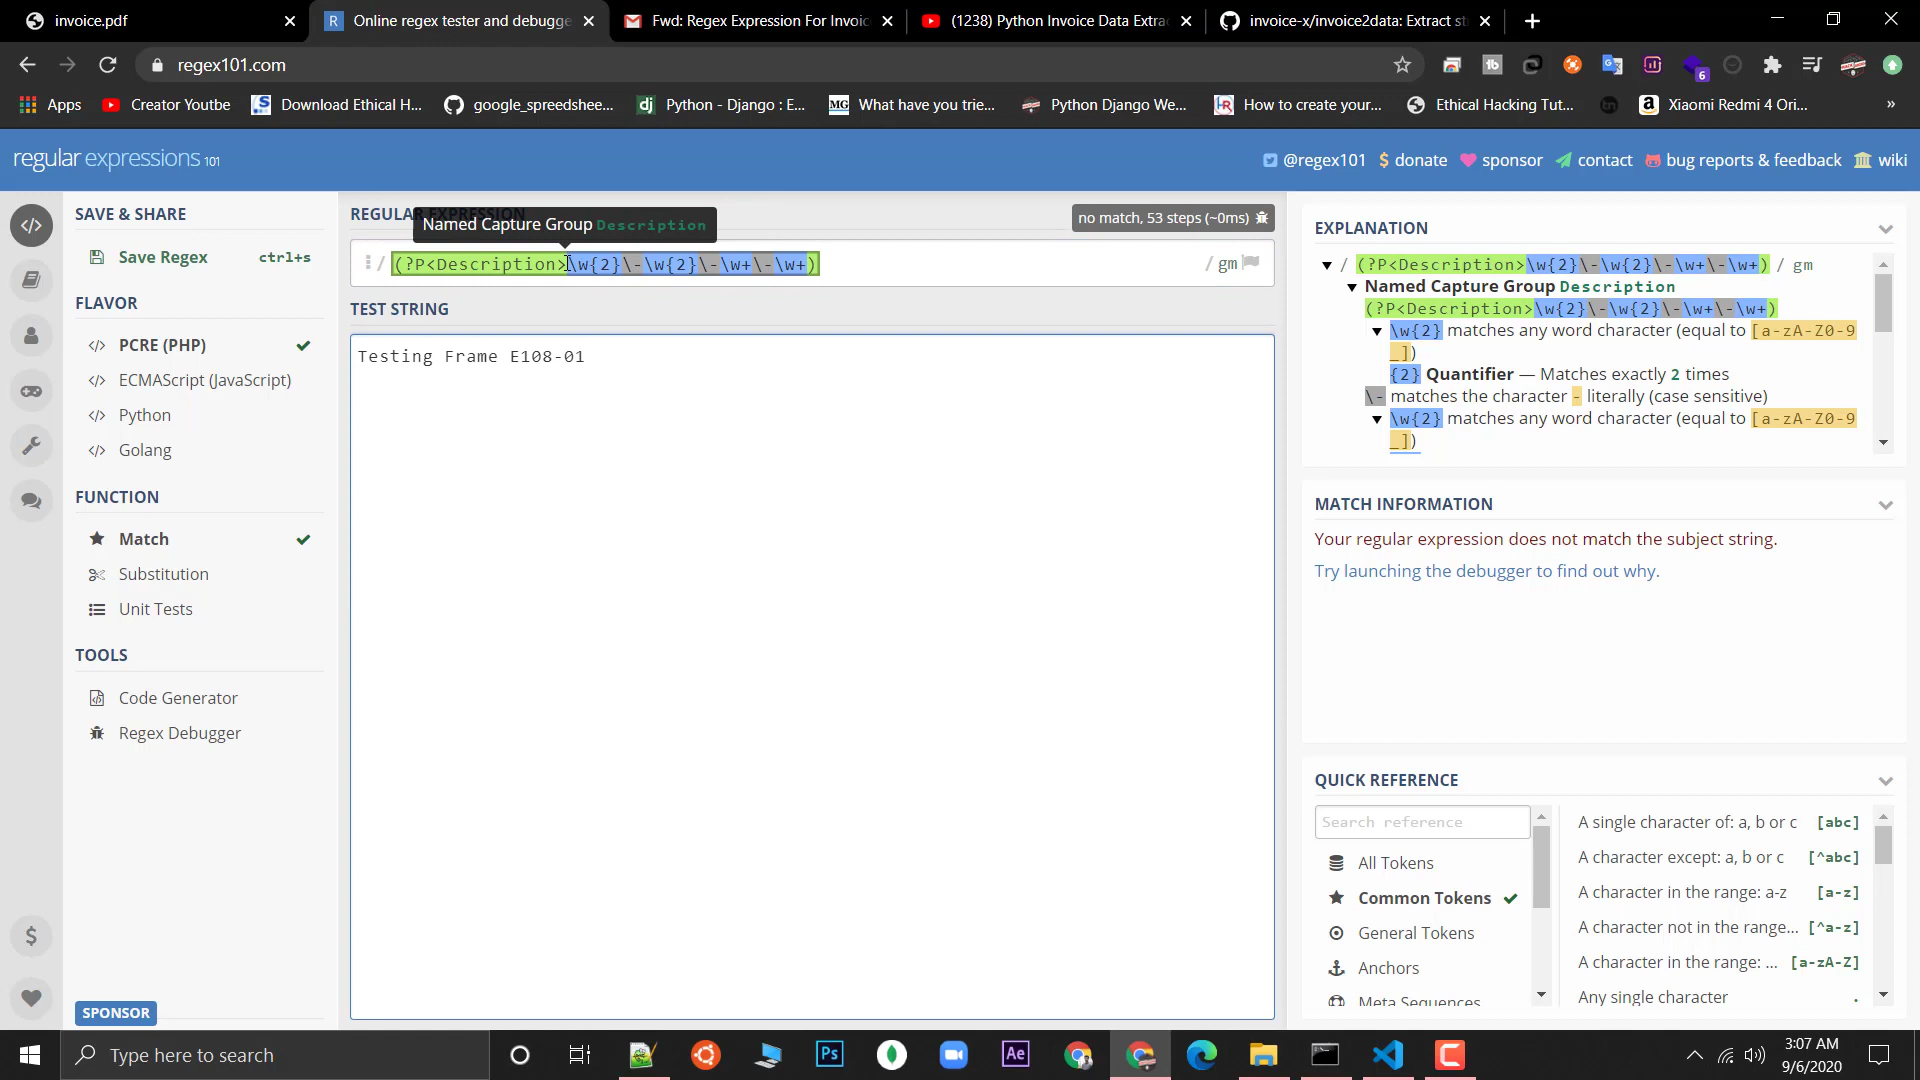 invoice.pdf
Online regex tester and debugge
Fwd: Regex Expression For Invoic
(1238) Python Invoice Data Extra
invoice-x/invoice2data: Extract st
regex101.com
6
Apps
Creator Youtbe
Download Ethical H...
google_spreedshee...
Python - Django : E...
What have you trie...
Python Django We...
How to create your...
Ethical Hacking Tut...
Xiaomi Redmi 4 Ori...
»
regular expressions 101
@regex101
donate
sponsor
contact
bug reports & feedback
wiki
SAVE & SHARE
Save Regex ctrl+s
FLAVOR
PCRE (PHP)
ECMAScript (JavaScript)
Python
Golang
FUNCTION
Match
Substitution
Unit Tests
TOOLS
Code Generator
Regex Debugger
SPONSOR
REGULAR EXPRESSION
Named Capture Group Description
no match, 53 steps (~0ms)
/ (?P<Description>\w{2}\-\w{2}\-\w+\-\w+) / gm
TEST STRING
Testing Frame E108-01
EXPLANATION
/ (?P<Description>\w{2}\-\w{2}\-\w+\-\w+) / gm
Named Capture Group Description
(?P<Description>\w{2}\-\w{2}\-\w+\-\w+)
\w{2} matches any word character (equal to [a-zA-Z0-9
_])
{2} Quantifier — Matches exactly 2 times
\- matches the character - literally (case sensitive)
\w{2} matches any word character (equal to [a-zA-Z0-9
_])
MATCH INFORMATION
Your regular expression does not match the subject string.
Try launching the debugger to find out why.
QUICK REFERENCE
Search reference
All Tokens
Common Tokens
General Tokens
Anchors
Meta Sequences
A single character of: a, b or c [abc]
A character except: a, b or c [^abc]
A character in the range: a-z [a-z]
A character not in the range... [^a-z]
A character in the range: ... [a-zA-Z]
Any single character .
Type here to search
Ps
Ae
3:07 AM
9/6/2020